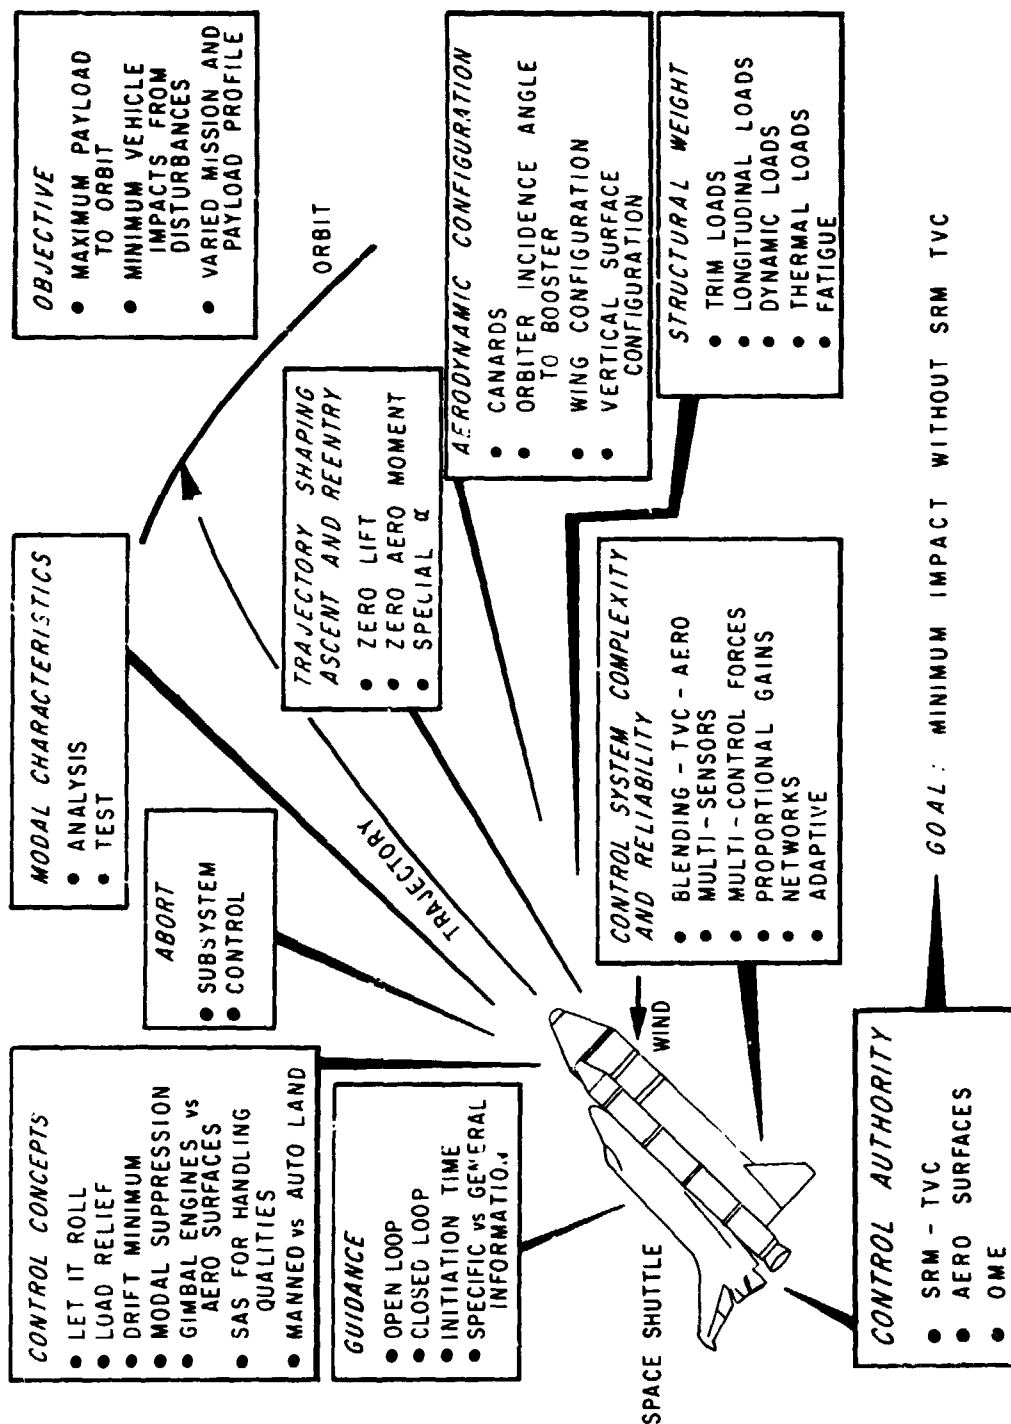 CONTROL CONCEPTS
• LET IT ROLL
• LOAD RELIEF
• DRIFT MINIMUM
• MODAL SUPPRESSION
• GIMBAL ENGINES vs
AERO SURFACES
• SAS FOR HANDLING
QUALITIES
• MANNED vs AUTO LAND
ABORT
• SUBSYSTEM
• CONTROL
MODAL CHARACTERISTICS
• ANALYSIS
• TEST
OBJECTIVE
• MAXIMUM PAYLOAD
TO ORBIT
• MINIMUM VEHICLE
IMPACTS FROM
DISTURBANCES
• VARIED MISSION AND
PAYLOAD PROFILE
ORBIT
TRAJECTORY
GUIDANCE
• OPEN LOOP
• CLOSED LOOP
• INITIATION TIME
• SPECIFIC vs GENERAL
INFORMATION
TRAJECTORY SHAPING
ASCENT AND REENTRY
• ZERO LIFT
• ZERO AERO MOMENT
• SPECIAL α
AERODYNAMIC CONFIGURATION
• CANARDS
• ORBITER INCIDENCE ANGLE
TO BOOSTER
• WING CONFIGURATION
• VERTICAL SURFACE
CONFIGURATION
SPACE SHUTTLE
WIND
CONTROL SYSTEM COMPLEXITY
AND RELIABILITY
• BLENDING - TVC - AERO
• MULTI-SENSORS
• MULTI-CONTROL FORCES
• PROPORTIONAL GAINS
• NETWORKS
• ADAPTIVE
STRUCTURAL WEIGHT
• TRIM LOADS
• LONGITUDINAL LOADS
• DYNAMIC LOADS
• THERMAL LOADS
• FATIGUE
CONTROL AUTHORITY
• SRM - TVC
• AERO SURFACES
• OME
GOAL: MINIMUM IMPACT WITHOUT SRM TVC